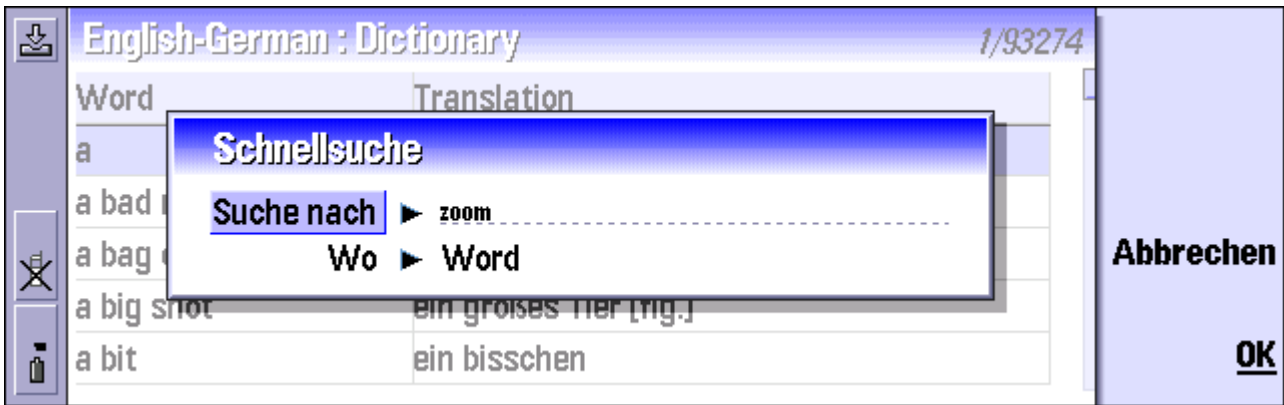 English-German : Dictionary 1/93274
Word Translation
a
a bad
a bag
a big shot ein großes Tier [fig.]
a bit ein bisschen
Schnellsuche
Suche nach zoom
Wo Word
Abbrechen
OK